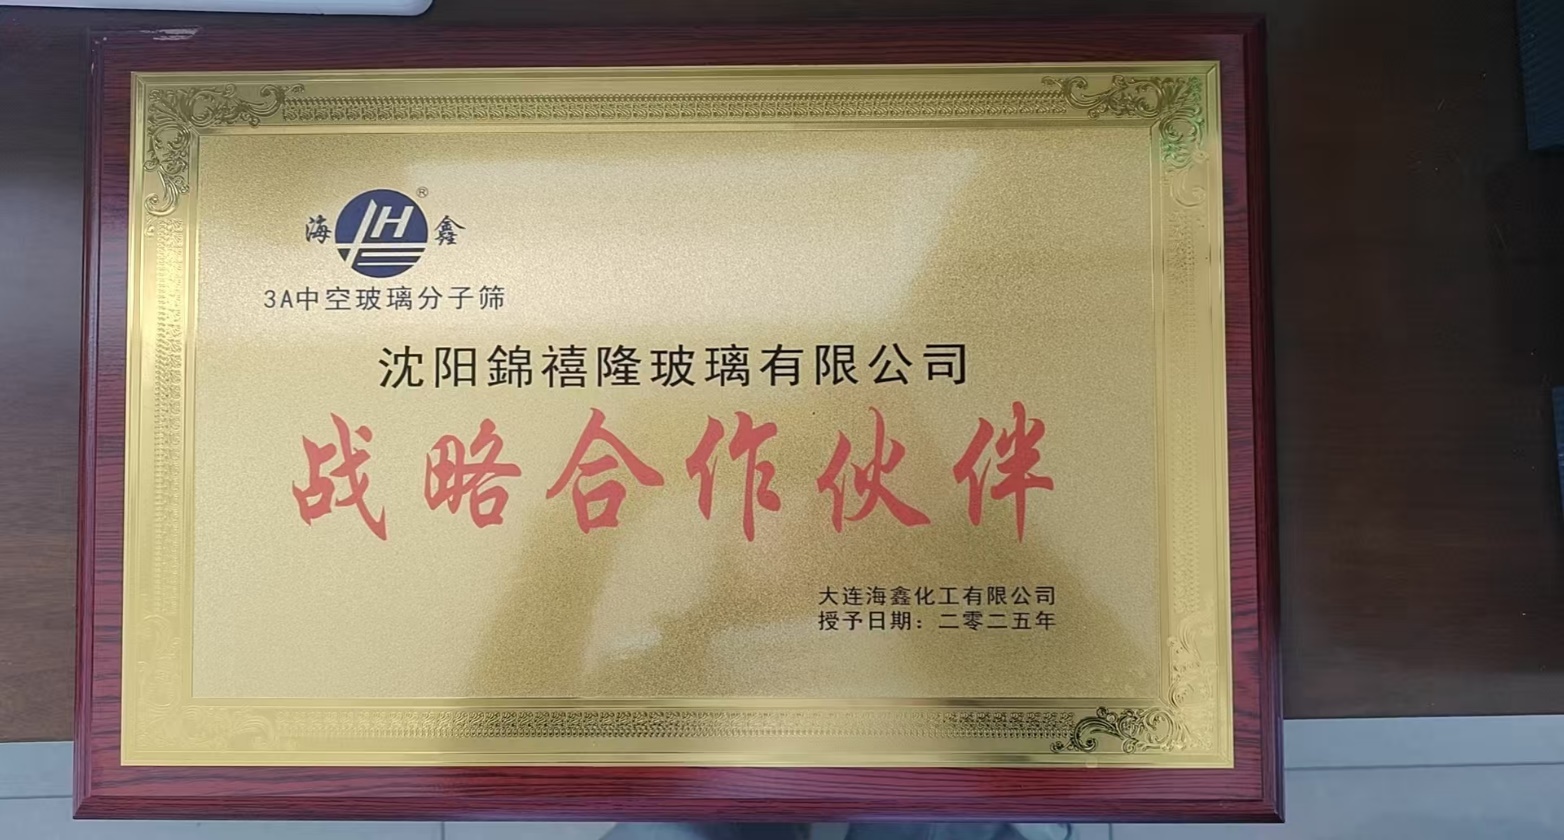 海 LH® 鑫
3A中空玻璃分子筛
沈阳錦禧隆玻璃有限公司
战略合作伙伴
大连海鑫化工有限公司
授予日期：二零二五年